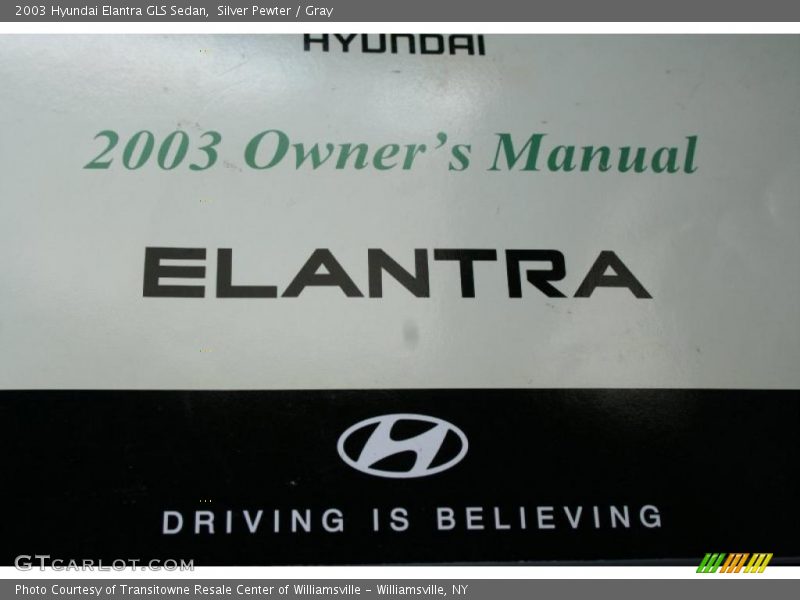 2003 Hyundai Elantra GLS Sedan,  Silver Pewter / Gray
HYUNDAI
2003 Owner's Manual
ELANTRA
DRIVING IS BELIEVING
GTCARLOT.COM
Photo Courtesy of Transitowne Resale Center of Williamsville - Williamsville, NY